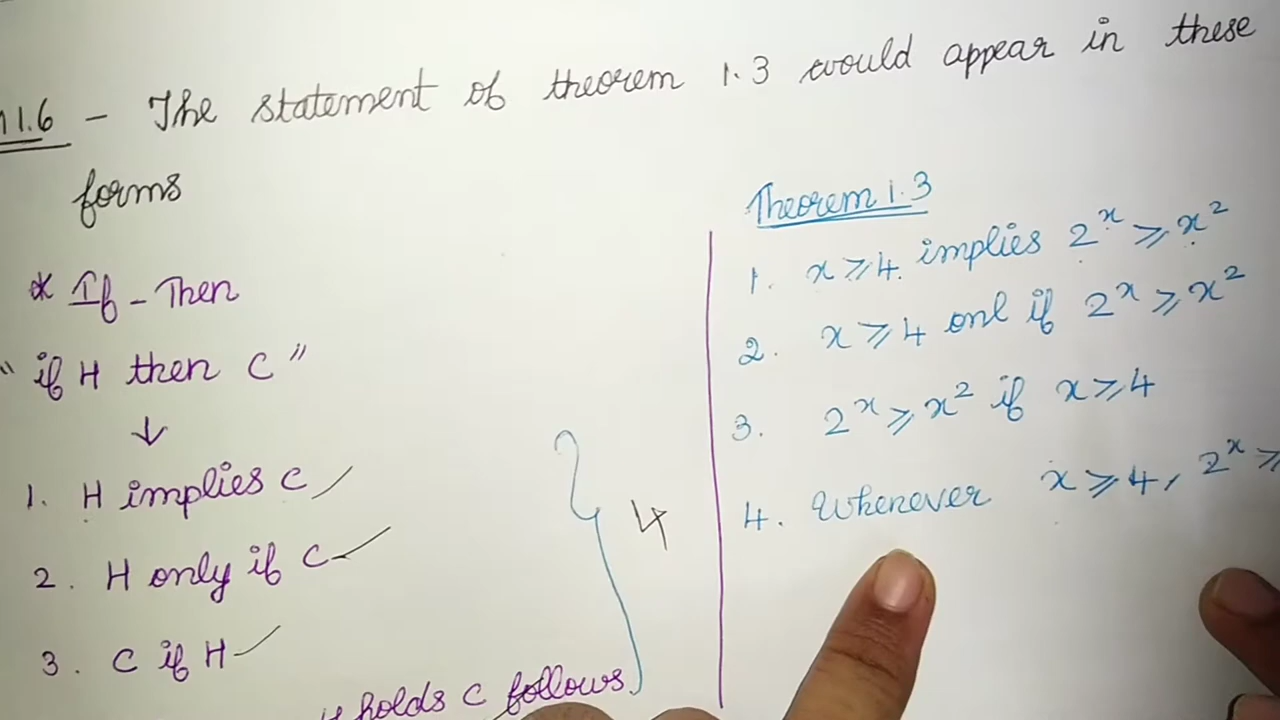 11.6 - The statement of theorem 1.3 would appear in these
forms
* If - Then
" if H then C "
↓
1. H implies C
2. H only if C
3. C if H
holds C follows.
4
Theorem 1.3
1. x ⩾ 4. implies 2^x ⩾ x^2
2. x ⩾ 4 onl if 2^x ⩾ x^2
3. 2^x ⩾ x^2 if x ⩾ 4
4. Whenever x ⩾ 4, 2^x ⩾